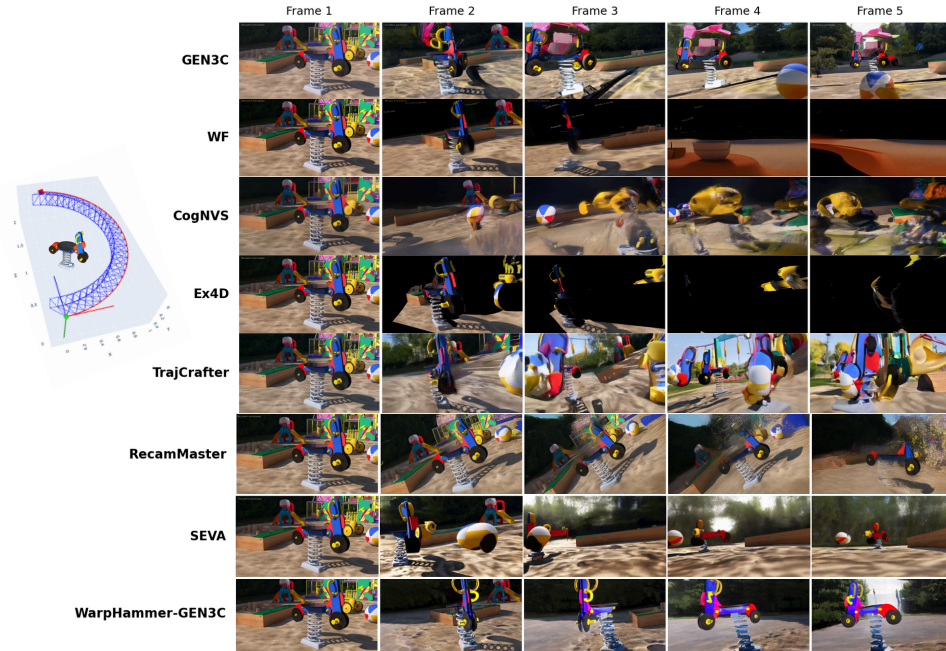 Frame 1 Frame 2 Frame 3 Frame 4 Frame 5
GEN3C
WF
CogNVS
Ex4D
TrajCrafter
RecamMaster
SEVA
WarpHammer-GEN3C